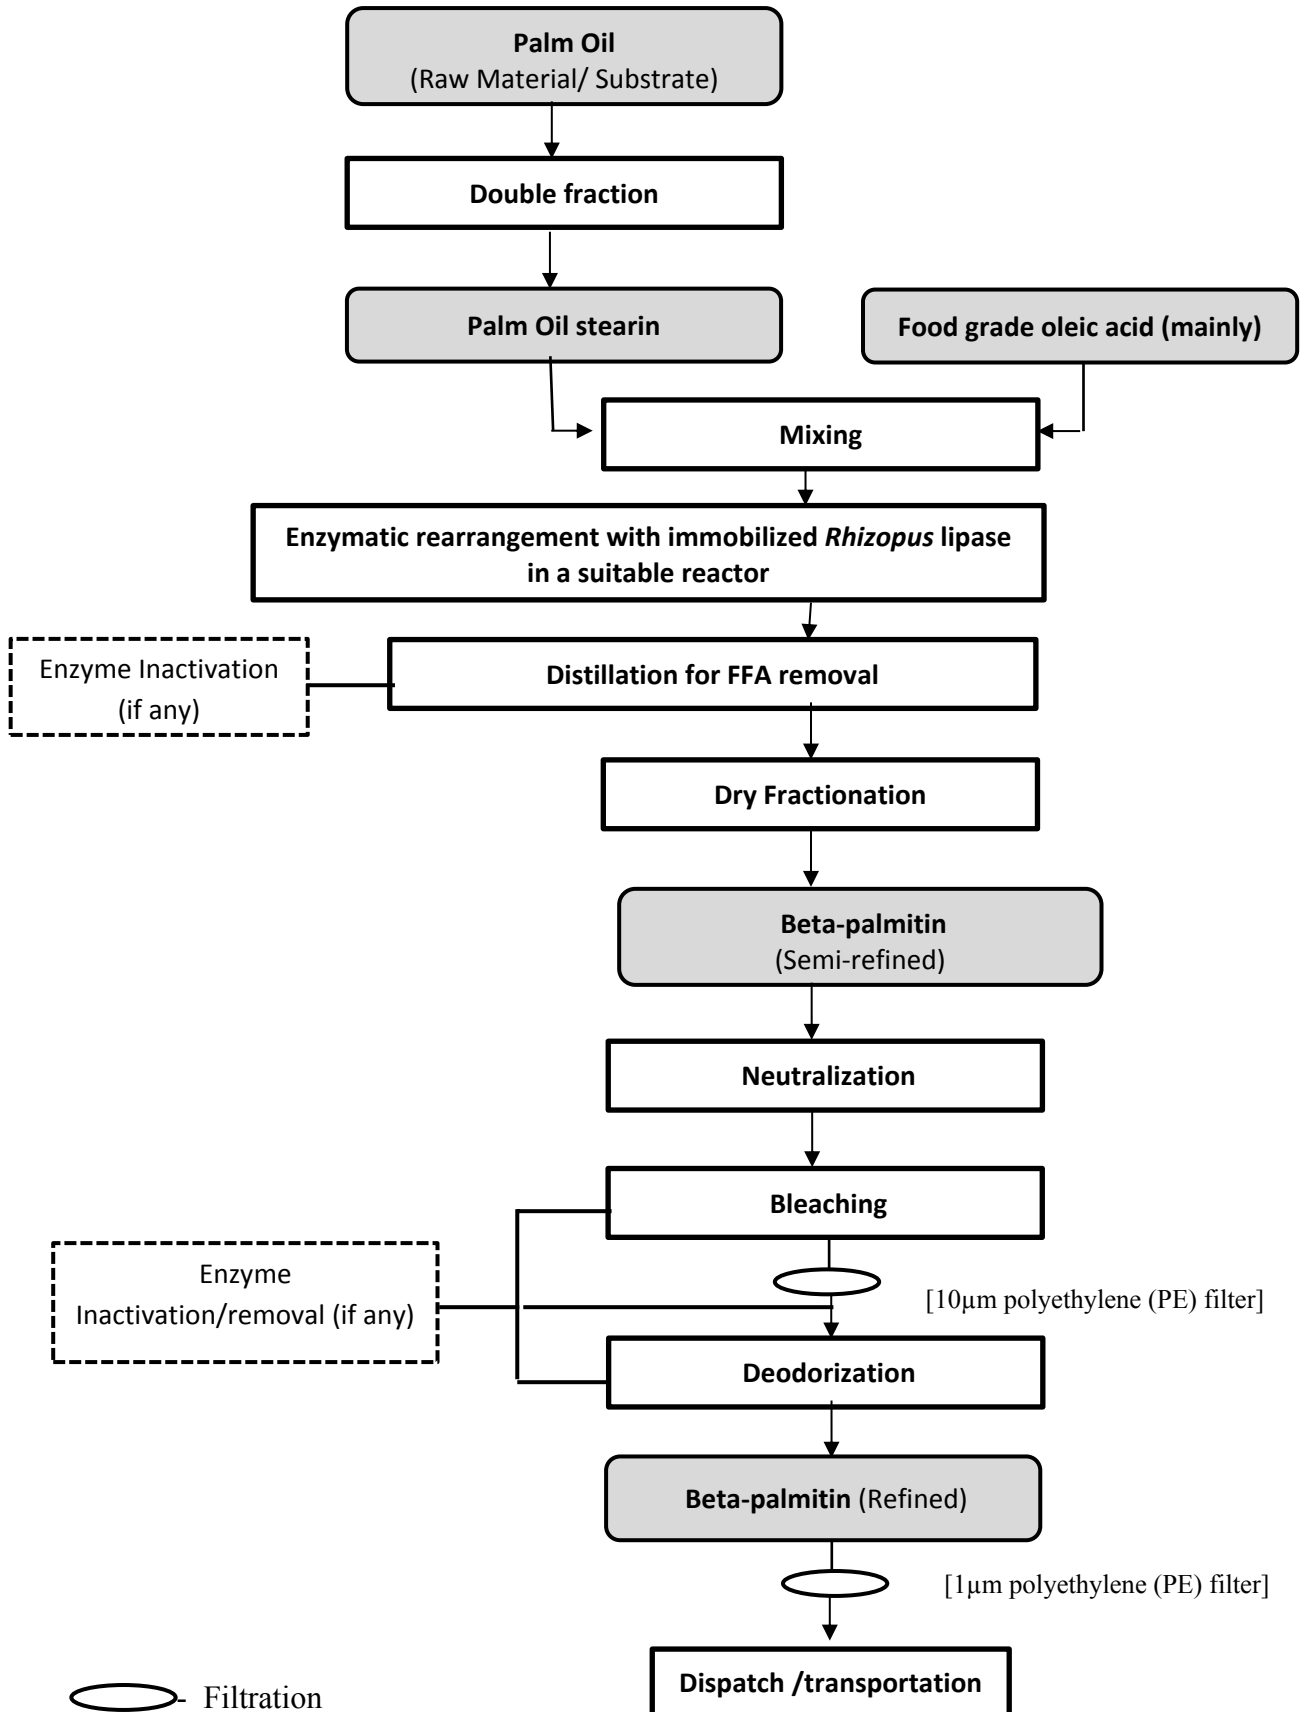 Palm Oil
(Raw Material/ Substrate)
Double fraction
Palm Oil stearin
Food grade oleic acid (mainly)
Mixing
Enzymatic rearrangement with immobilized Rhizopus lipase
in a suitable reactor
Enzyme Inactivation
(if any)
Distillation for FFA removal
Dry Fractionation
Beta-palmitin
(Semi-refined)
Neutralization
Bleaching
Enzyme
Inactivation/removal (if any)
[10µm polyethylene (PE) filter]
Deodorization
Beta-palmitin (Refined)
[1µm polyethylene (PE) filter]
Dispatch /transportation
- Filtration